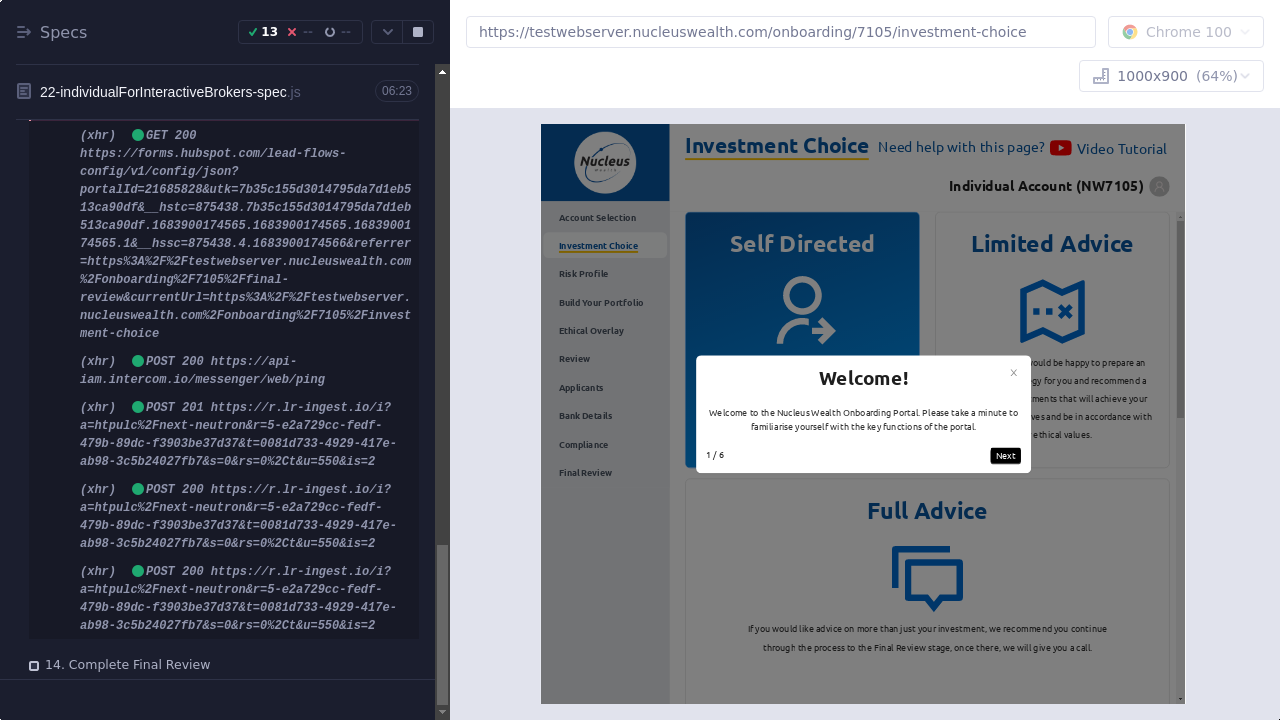 Specs
13
--
--
https://testwebserver.nucleuswealth.com/onboarding/7105/investment-choice
Chrome 100
1000x900 (64%)
22-individualForInteractiveBrokers-spec.js
06:23
(xhr) GET 200
https://forms.hubspot.com/lead-flows-
config/v1/config/json?
portalId=21685828&utk=7b35c155d3014795da7d1eb5
13ca90df&__hstc=875438.7b35c155d3014795da7d1eb
513ca90df.1683900174565.1683900174565.16839001
74565.1&__hssc=875438.4.1683900174566&referrer
=https%3A%2F%2Ftestwebserver.nucleuswealth.com
%2Fonboarding%2F7105%2Ffinal-
review&currentUrl=https%3A%2F%2Ftestwebserver.
nucleuswealth.com%2Fonboarding%2F7105%2Finvest
ment-choice
(xhr) POST 200 https://api-
iam.intercom.io/messenger/web/ping
(xhr) POST 201 https://r.lr-ingest.io/i?
a=htpulc%2Fnext-neutron&r=5-e2a729cc-fedf-
479b-89dc-f3903be37d37&t=0081d733-4929-417e-
ab98-3c5b24027fb7&s=0&rs=0%2Ct&u=550&is=2
(xhr) POST 200 https://r.lr-ingest.io/i?
a=htpulc%2Fnext-neutron&r=5-e2a729cc-fedf-
479b-89dc-f3903be37d37&t=0081d733-4929-417e-
ab98-3c5b24027fb7&s=0&rs=0%2Ct&u=550&is=2
(xhr) POST 200 https://r.lr-ingest.io/i?
a=htpulc%2Fnext-neutron&r=5-e2a729cc-fedf-
479b-89dc-f3903be37d37&t=0081d733-4929-417e-
ab98-3c5b24027fb7&s=0&rs=0%2Ct&u=550&is=2
14. Complete Final Review
Nucleus
Wealth
Account Selection
Investment Choice
Risk Profile
Build Your Portfolio
Ethical Overlay
Review
Applicants
Bank Details
Compliance
Final Review
Investment Choice
Need help with this page?
Video Tutorial
Individual Account (NW7105)
Self Directed
Limited Advice
would be happy to prepare an
gy for you and recommend a
ments that will achieve your
ves and be in accordance with
ethical values.
Welcome!
x
Welcome to the Nucleus Wealth Onboarding Portal. Please take a minute to
familiarise yourself with the key functions of the portal.
1 / 6
Next
Full Advice
If you would like advice on more than just your investment, we recommend you continue
through the process to the Final Review stage, once there, we will give you a call.